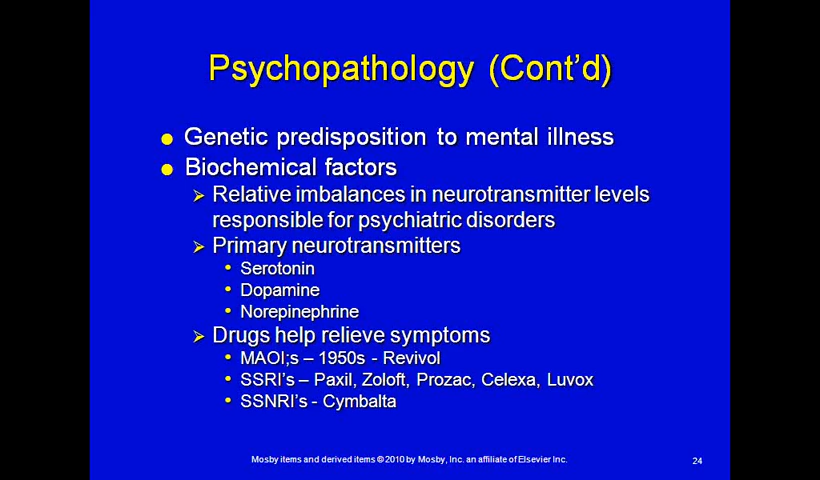 Psychopathology (Cont'd)
Genetic predisposition to mental illness
Biochemical factors
Relative imbalances in neurotransmitter levels
responsible for psychiatric disorders
Primary neurotransmitters
Serotonin
Dopamine
Norepinephrine
Drugs help relieve symptoms
MAOI;s – 1950s - Revivol
SSRI's – Paxil, Zoloft, Prozac, Celexa, Luvox
SSNRI's - Cymbalta
Mosby items and derived items © 2010 by Mosby, Inc. an affiliate of Elsevier Inc.
24